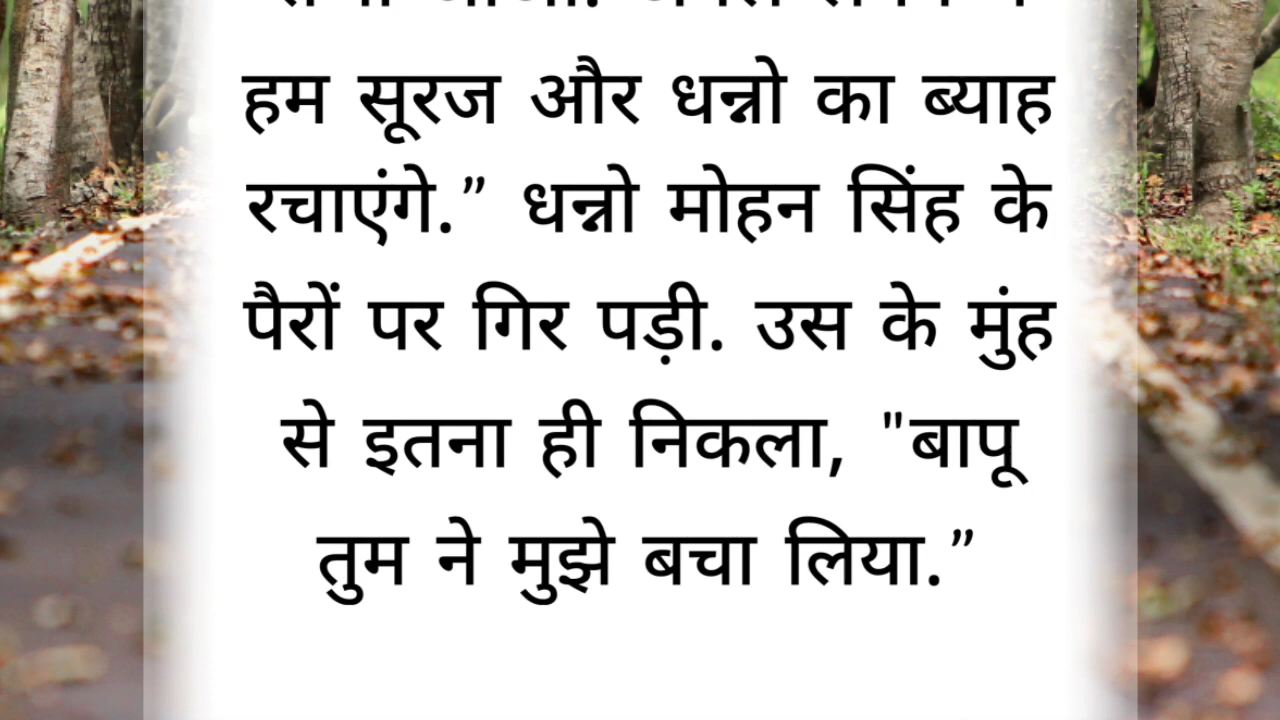 हम सूरज और धन्नो का ब्याह
रचाएंगे.” धन्नो मोहन सिंह के
पैरों पर गिर पड़ी. उस के मुंह
से इतना ही निकला, "बापू
तुम ने मुझे बचा लिया.”